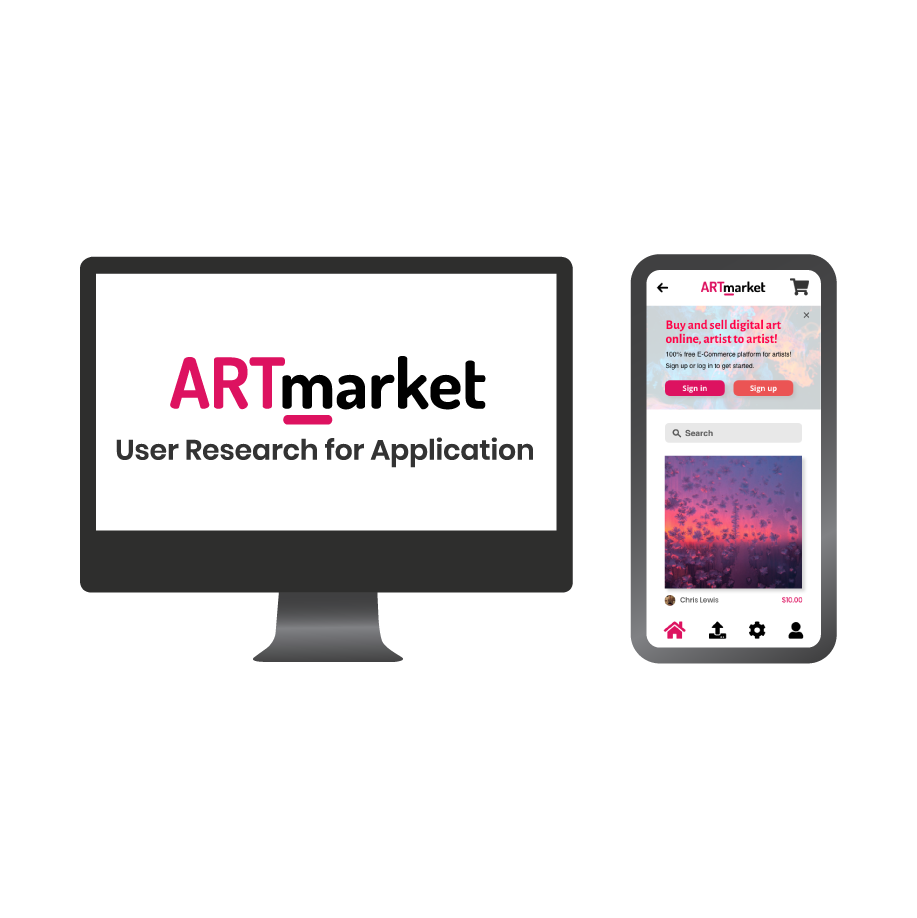 ARTmarket
User Research for Application
ARTmarket
Buy and sell digital art
online, artist to artist!
100% free E-Commerce platform for artists!
Sign up or log in to get started.
Sign in
Sign up
Search
Chris Lewis
$10.00